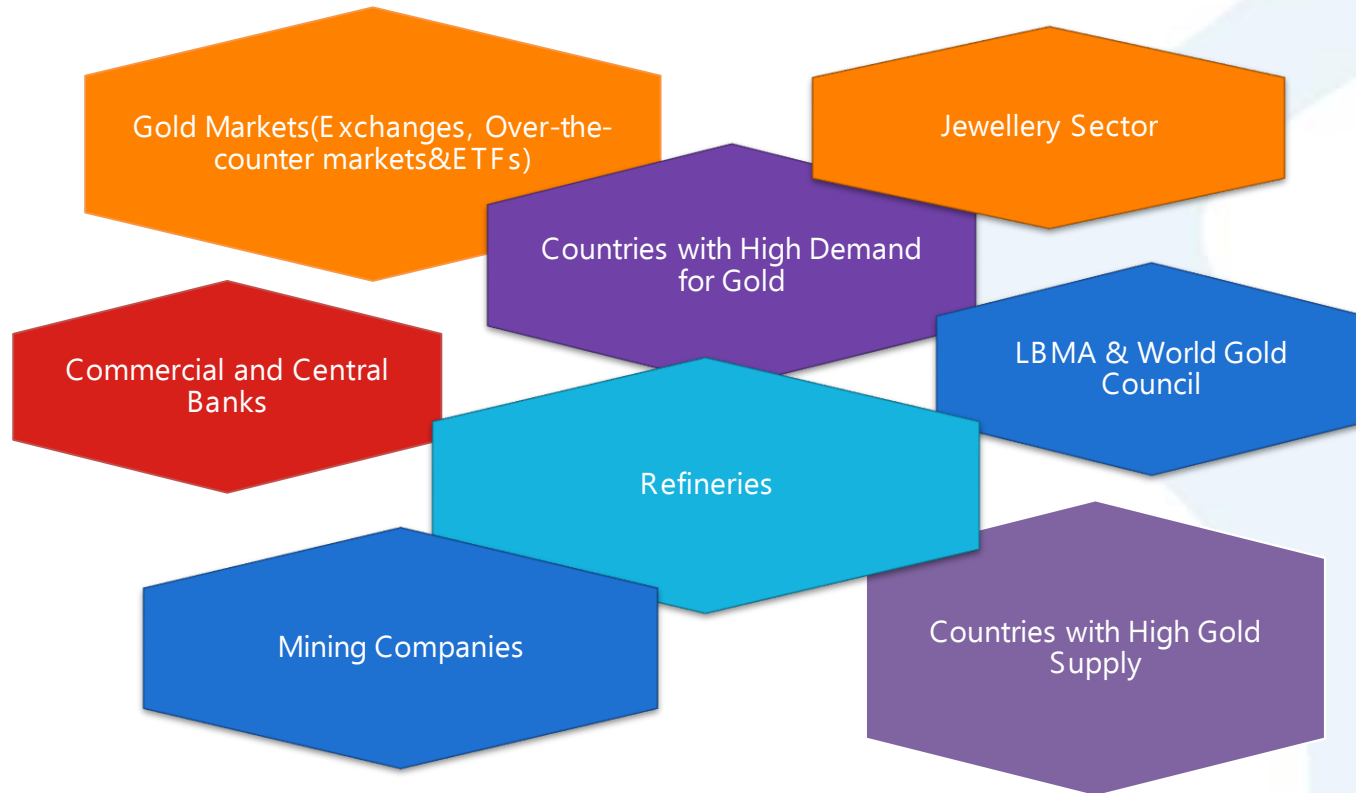 Gold Markets(Exchanges, Over-the-
counter markets&ETFs)
Jewellery Sector
Countries with High Demand
for Gold
Commercial and Central
Banks
LBMA & World Gold
Council
Refineries
Mining Companies
Countries with High Gold
Supply